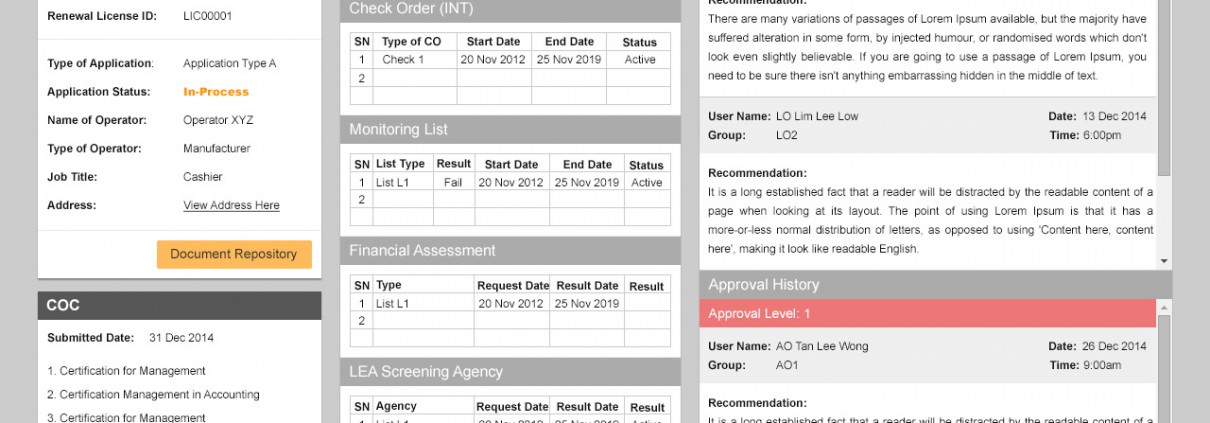 Renewal License ID: LIC00001
Type of Application: Application Type A
Application Status: In-Process
Name of Operator: Operator XYZ
Type of Operator: Manufacturer
Job Title: Cashier
Address: View Address Here
Document Repository
COC
Submitted Date: 31 Dec 2014
1. Certification for Management
2. Certification Management in Accounting
3. Certification for Management
Check Order (INT)
SN Type of CO Start Date End Date Status
1 Check 1 20 Nov 2012 25 Nov 2019 Active
2
Monitoring List
SN List Type Result Start Date End Date Status
1 List L1 Fail 20 Nov 2012 25 Nov 2019 Active
2
Financial Assessment
SN Type Request Date Result Date Result
1 List L1 20 Nov 2012 25 Nov 2019
2
LEA Screening Agency
SN Agency Request Date Result Date Result
1 List L1 20 Nov 2012 25 Nov 2019 Active
Recommendation:
There are many variations of passages of Lorem Ipsum available, but the majority have
suffered alteration in some form, by injected humour, or randomised words which don't
look even slightly believable. If you are going to use a passage of Lorem Ipsum, you
need to be sure there isn't anything embarrassing hidden in the middle of text.
User Name: LO Lim Lee Low Date: 13 Dec 2014
Group: LO2 Time: 6:00pm
Recommendation:
It is a long established fact that a reader will be distracted by the readable content of a
page when looking at its layout. The point of using Lorem Ipsum is that it has a
more-or-less normal distribution of letters, as opposed to using 'Content here, content
here', making it look like readable English.
Approval History
Approval Level: 1
User Name: AO Tan Lee Wong Date: 26 Dec 2014
Group: AO1 Time: 9:00am
Recommendation:
It is a long established fact that a reader will be distracted by the readable content of a